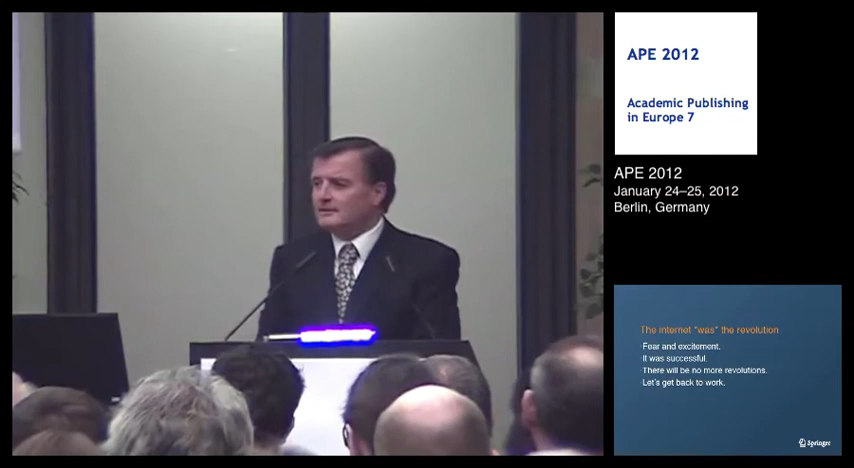 APE 2012
Academic Publishing
in Europe 7
APE 2012
January 24–25, 2012
Berlin, Germany
The internet "was" the revolution
·Fear and excitement.
·It was successful.
·There will be no more revolutions.
·Let's get back to work.
Springer